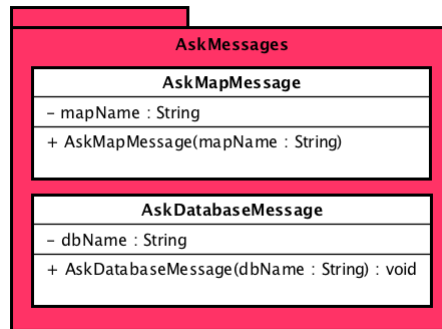 AskMessages
AskMapMessage
– mapName : String
+ AskMapMessage(mapName : String)
AskDatabaseMessage
– dbName : String
+ AskDatabaseMessage(dbName : String) : void